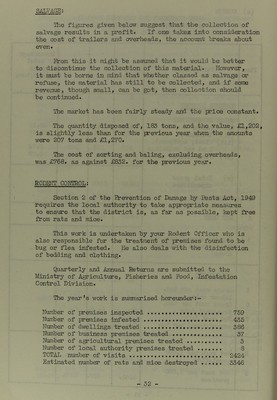 SALVAGE:
The figures given below suggest that the collection of
salvage results in a profit. If one takes into consideration
the cost of trailers and overheads, the account breaks about
even.
From this it might be assumed that it would be better
to discontinue the collection of this material. However,
it must be borne in mind that whether classed as salvage or
refuse, the material has still to be collected, and if some
revenue, though small, can be got, then collection should
be continued.
The market has been fairly steady and the price constant.
The quantity disposed of, 163 tons, and the value, £1,202,
is slightly less than for the previous year when the amounts
were 207 tons and £1,270.
The cost of sorting and baling, excluding overheads,
was £766. as against £832. for the previous year.
RODENT CONTROL:
Section 2 of the Prevention of Damage by Pests Act, 1949
requires the local authority to take appropriate measures
to ensure that the district is, as far as possible, kept free
from rats and mice.
This work is undertaken by your Rodent Officer who is
also responsible for the treatment of premises found to be
bug or flea infested. He also deals with the disinfection
of bedding and clothing.
Quarterly and Annual Returns are submitted to the
Ministry of Agriculture, Fisheries and Food, Infestation
Control Division.
The year's work is summarised hereunder:-
Number of premises inspected ..................... 759
Number of premises infested ...................... 433
Number of dwellings treated ...................... 386
Number of business premises treated .............. 37
Number of agricultural premises treated .......... 3
Number of local authority premises treated ....... 8
TOTAL number of visits ........................... 2424
Estimated number of rats and mice destroyed ...... 5346
- 32 -